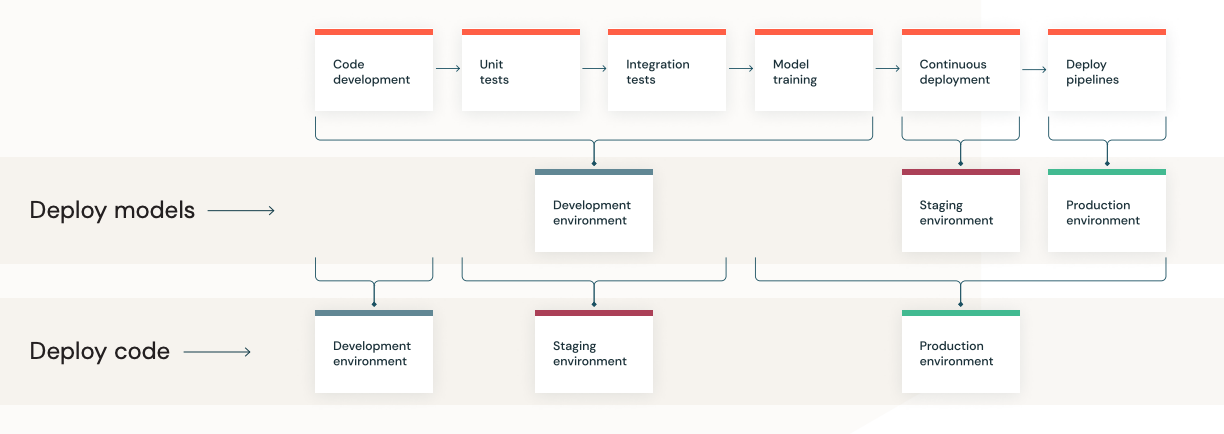 Code
development
Unit
tests
Integration
tests
Model
training
Continuous
deployment
Deploy
pipelines
Deploy models
Development
environment
Staging
environment
Production
environment
Deploy code
Development
environment
Staging
environment
Production
environment